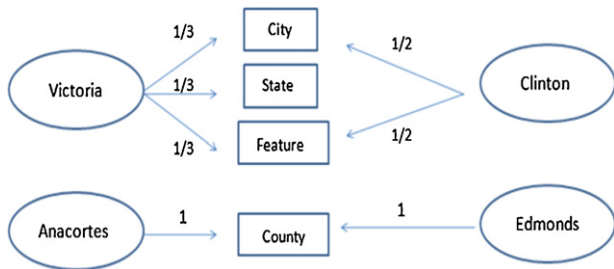 City
1/3
1/2
Victoria
1/3
State
Clinton
1/3
Feature
1/2
Anacortes
1
County
1
Edmonds